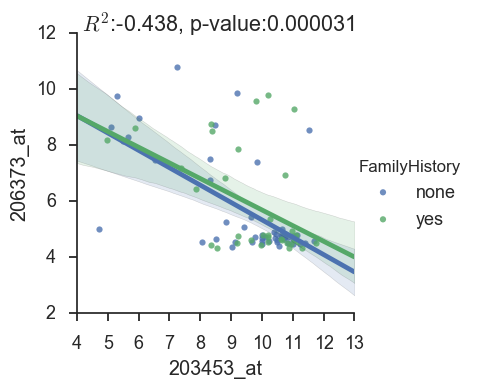 R²:-0.438, p-value:0.000031
12
10
8
6
4
2
206373_at
4 5 6 7 8 9 10 11 12 13
203453_at
FamilyHistory
none
yes